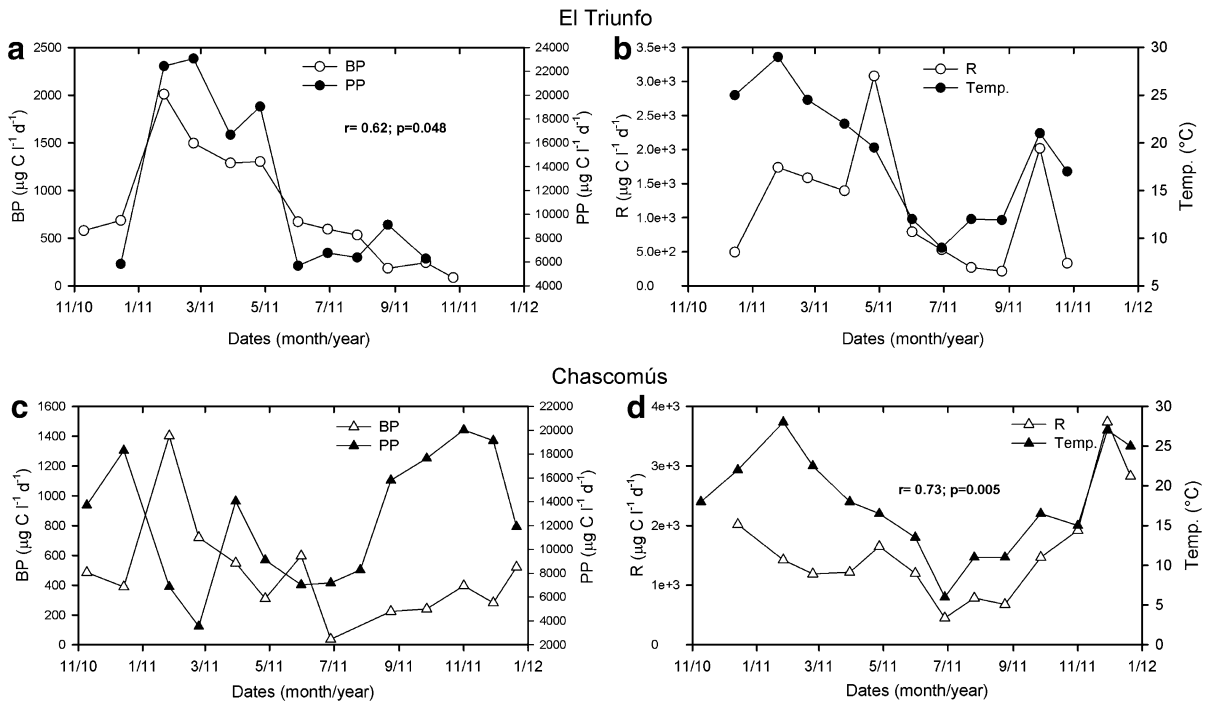 El Triunfo
a
BP
PP
r= 0.62; p=0.048
BP (µg C l⁻¹ d⁻¹)
2500
2000
1500
1000
500
0
PP (µg C l⁻¹ d⁻¹)
24000
22000
20000
18000
16000
14000
12000
10000
8000
6000
4000
11/10 1/11 3/11 5/11 7/11 9/11 11/11 1/12
Dates (month/year)
b
R
Temp.
R (µg C l⁻¹ d⁻¹)
3.5e+3
3.0e+3
2.5e+3
2.0e+3
1.5e+3
1.0e+3
5.0e+2
0.0
Temp. (°C)
30
25
20
15
10
5
11/10 1/11 3/11 5/11 7/11 9/11 11/11 1/12
Dates (month/year)
Chascomús
c
BP
PP
BP (µg C l⁻¹ d⁻¹)
1600
1400
1200
1000
800
600
400
200
0
PP (µg C l⁻¹ d⁻¹)
22000
20000
18000
16000
14000
12000
10000
8000
6000
4000
2000
11/10 1/11 3/11 5/11 7/11 9/11 11/11 1/12
Dates (month/year)
d
R
Temp.
r= 0.73; p=0.005
R (µg C l⁻¹ d⁻¹)
4e+3
3e+3
2e+3
1e+3
0
Temp. (°C)
30
25
20
15
10
5
0
11/10 1/11 3/11 5/11 7/11 9/11 11/11 1/12
Dates (month/year)